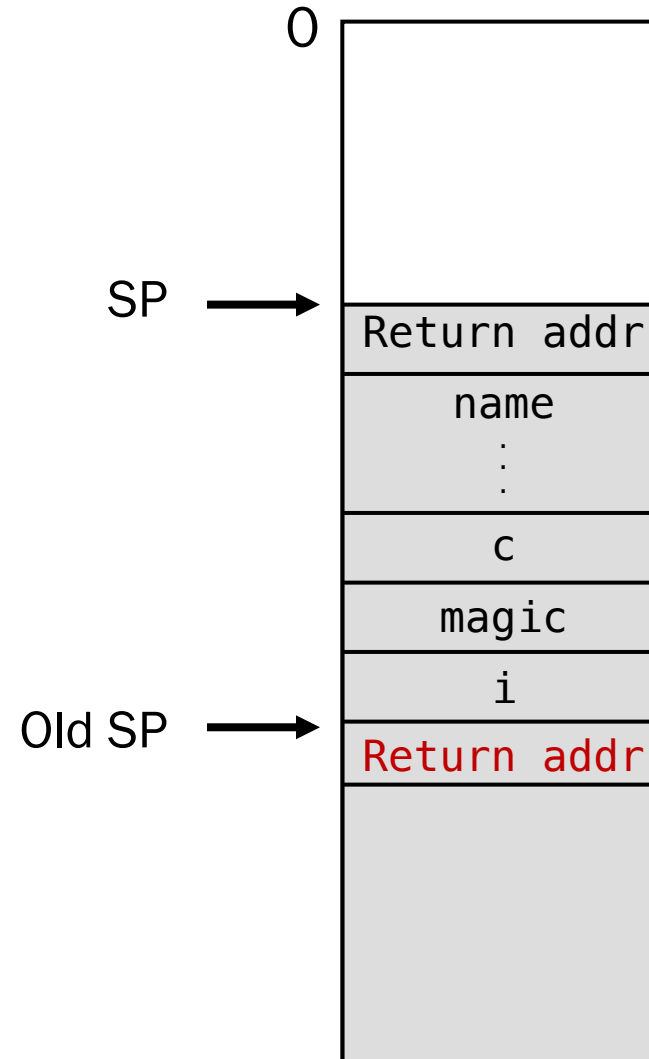 0
SP
Return addr
name
.
.
.
c
magic
i
Old SP
Return addr